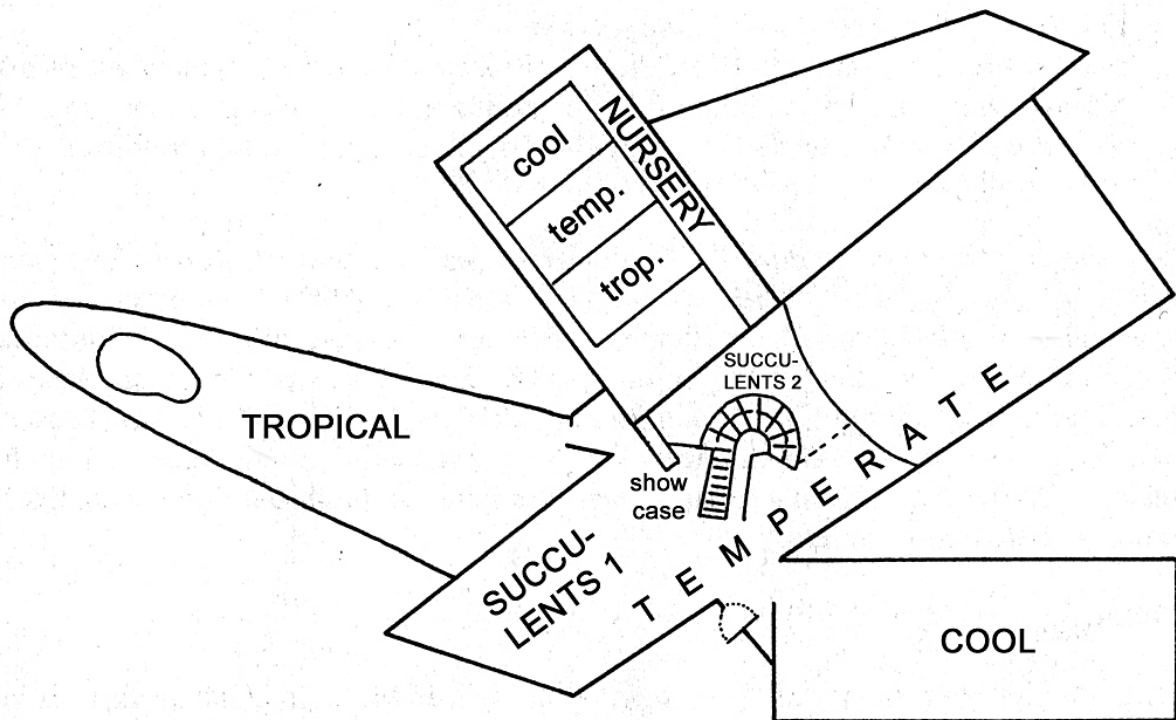 NURSERY
cool
temp.
trop.
SUCCU-
LENTS 2
TROPICAL
show
case
SUCCU-
LENTS 1
TEMPERATE
COOL